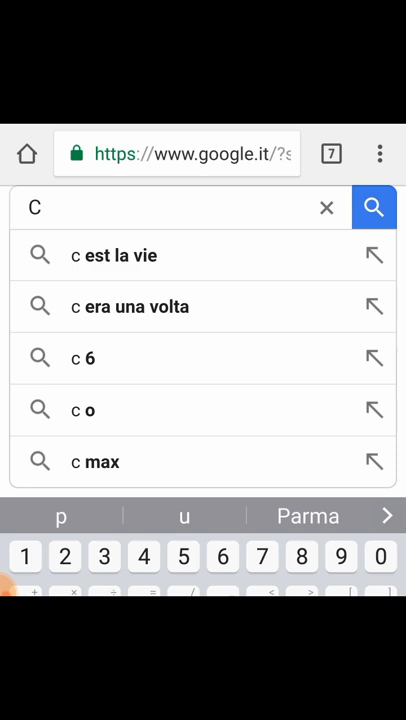 https://www.google.it/?s
7
C
c est la vie
c era una volta
c 6
c o
c max
p u Parma
1 2 3 4 5 6 7 8 9 0
+ × ÷ = / _ < > [ ]